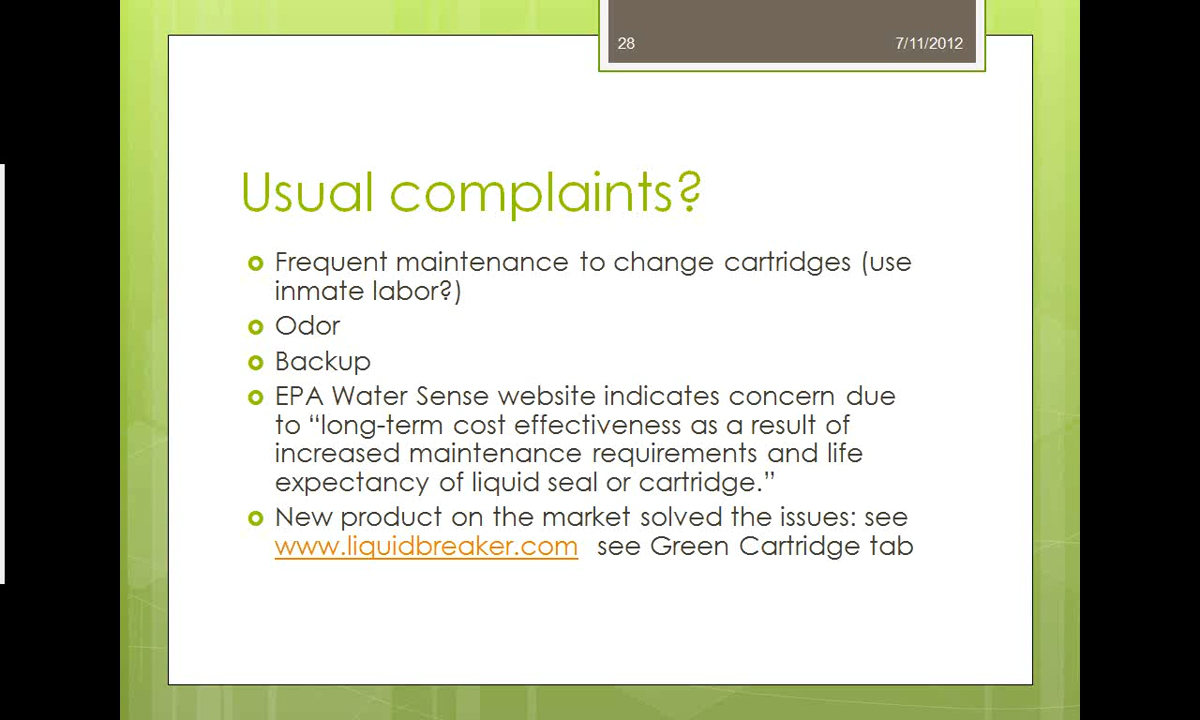 28
7/11/2012
Usual complaints?
Frequent maintenance to change cartridges (use
inmate labor?)
Odor
Backup
EPA Water Sense website indicates concern due
to “long-term cost effectiveness as a result of
increased maintenance requirements and life
expectancy of liquid seal or cartridge.”
New product on the market solved the issues: see
www.liquidbreaker.com see Green Cartridge tab